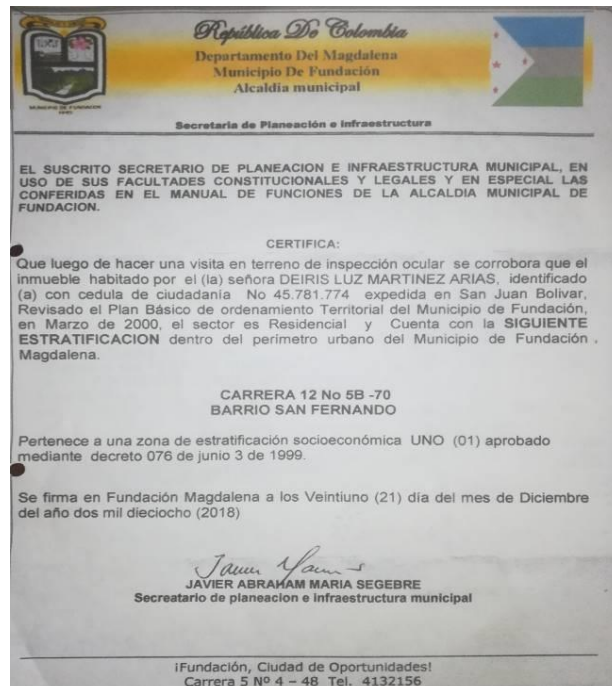 República De Colombia
Departamento Del Magdalena
Municipio De Fundación
Alcaldía municipal
MUNICIPIO DE FUNDACION
Secretaria de Planeación e infraestructura
EL SUSCRITO SECRETARIO DE PLANEACION E INFRAESTRUCTURA MUNICIPAL, EN
USO DE SUS FACULTADES CONSTITUCIONALES Y LEGALES Y EN ESPECIAL LAS
CONFERIDAS EN EL MANUAL DE FUNCIONES DE LA ALCALDIA MUNICIPAL DE
FUNDACION.
CERTIFICA:
Que luego de hacer una visita en terreno de inspección ocular se corrobora que el
inmueble habitado por el (la) señora DEIRIS LUZ MARTINEZ ARIAS, identificado
(a) con cedula de ciudadanía No 45.781.774 expedida en San Juan Bolivar,
Revisado el Plan Básico de ordenamiento Territorial del Municipio de Fundación,
en Marzo de 2000, el sector es Residencial y Cuenta con la SIGUIENTE
ESTRATIFICACION dentro del perímetro urbano del Municipio de Fundación ,
Magdalena.
CARRERA 12 No 5B -70
BARRIO SAN FERNANDO
Pertenece a una zona de estratificación socioeconómica UNO (01) aprobado
mediante decreto 076 de junio 3 de 1999.
Se firma en Fundación Magdalena a los Veintiuno (21) día del mes de Diciembre
del año dos mil dieciocho (2018)
JAVIER ABRAHAM MARIA SEGEBRE
Secreatario de planeacion e infraestructura municipal
¡Fundación, Ciudad de Oportunidades!
Carrera 5 Nº 4 – 48 Tel. 4132156